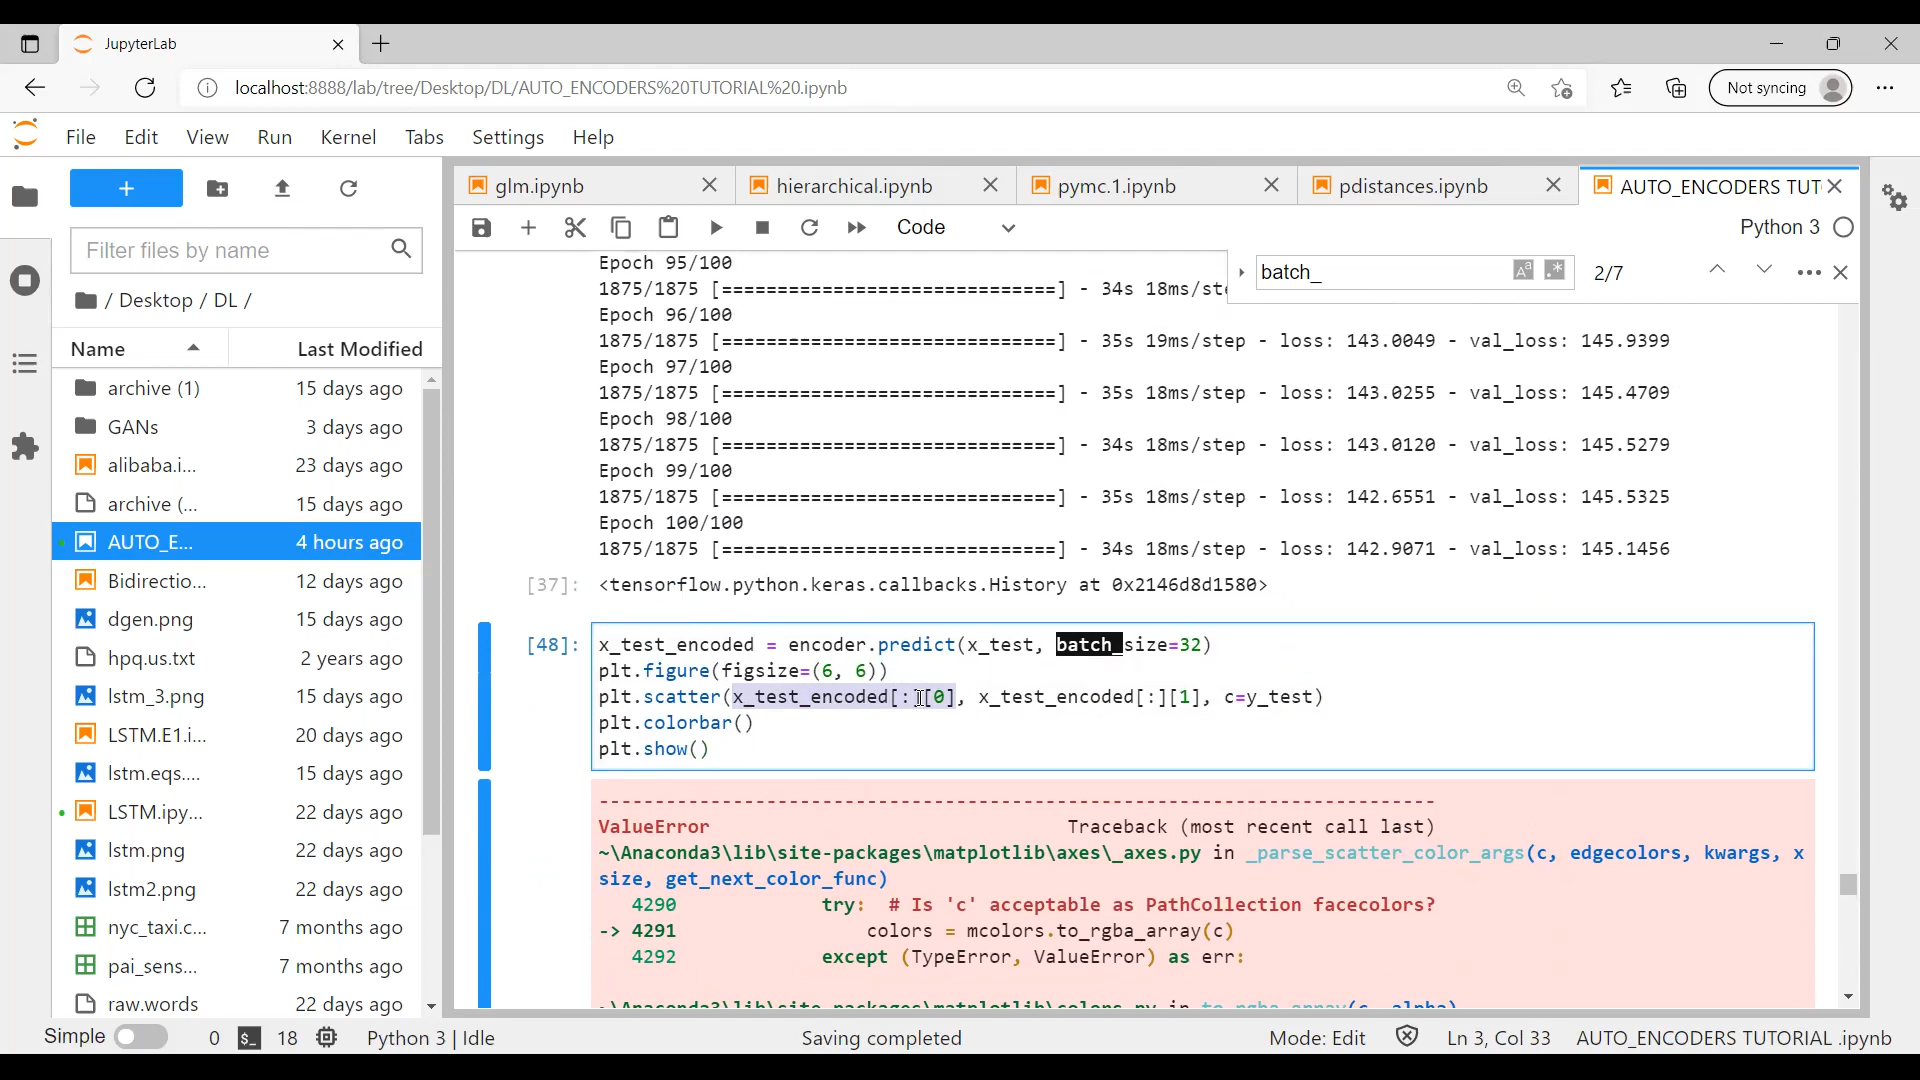 JupyterLab
localhost:8888/lab/tree/Desktop/DL/AUTO_ENCODERS%20TUTORIAL%20.ipynb
Not syncing
File Edit View Run Kernel Tabs Settings Help
glm.ipynb
hierarchical.ipynb
pymc.1.ipynb
pdistances.ipynb
AUTO_ENCODERS TUT
Code
Python 3
Filter files by name
/ Desktop / DL /
Name Last Modified
archive (1) 15 days ago
GANs 3 days ago
alibaba.i... 23 days ago
archive (... 15 days ago
AUTO_E... 4 hours ago
Bidirectio... 12 days ago
dgen.png 15 days ago
hpq.us.txt 2 years ago
lstm_3.png 15 days ago
LSTM.E1.i... 20 days ago
lstm.eqs.... 15 days ago
LSTM.ipy... 22 days ago
lstm.png 22 days ago
lstm2.png 22 days ago
nyc_taxi.c... 7 months ago
pai_sens... 7 months ago
raw.words 22 days ago
batch_
2/7
Epoch 95/100
1875/1875 [==============================] - 34s 18ms/ste
Epoch 96/100
1875/1875 [==============================] - 35s 19ms/step - loss: 143.0049 - val_loss: 145.9399
Epoch 97/100
1875/1875 [==============================] - 35s 18ms/step - loss: 143.0255 - val_loss: 145.4709
Epoch 98/100
1875/1875 [==============================] - 34s 18ms/step - loss: 143.0120 - val_loss: 145.5279
Epoch 99/100
1875/1875 [==============================] - 35s 18ms/step - loss: 142.6551 - val_loss: 145.5325
Epoch 100/100
1875/1875 [==============================] - 34s 18ms/step - loss: 142.9071 - val_loss: 145.1456
[37]: <tensorflow.python.keras.callbacks.History at 0x2146d8d1580>
[48]: x_test_encoded = encoder.predict(x_test, batch_size=32)
plt.figure(figsize=(6, 6))
plt.scatter(x_test_encoded[:][0], x_test_encoded[:][1], c=y_test)
plt.colorbar()
plt.show()
---------------------------------------------------------------------------
ValueError Traceback (most recent call last)
~\Anaconda3\lib\site-packages\matplotlib\axes\_axes.py in _parse_scatter_color_args(c, edgecolors, kwargs, x
size, get_next_color_func)
4290 try: # Is 'c' acceptable as PathCollection facecolors?
-> 4291 colors = mcolors.to_rgba_array(c)
4292 except (TypeError, ValueError) as err:
~\Anaconda3\lib\site-packages\matplotlib\colors.py in to_rgba_array(c, alpha)
Simple 0 $_ 18 Python 3 | Idle Saving completed Mode: Edit Ln 3, Col 33 AUTO_ENCODERS TUTORIAL .ipynb